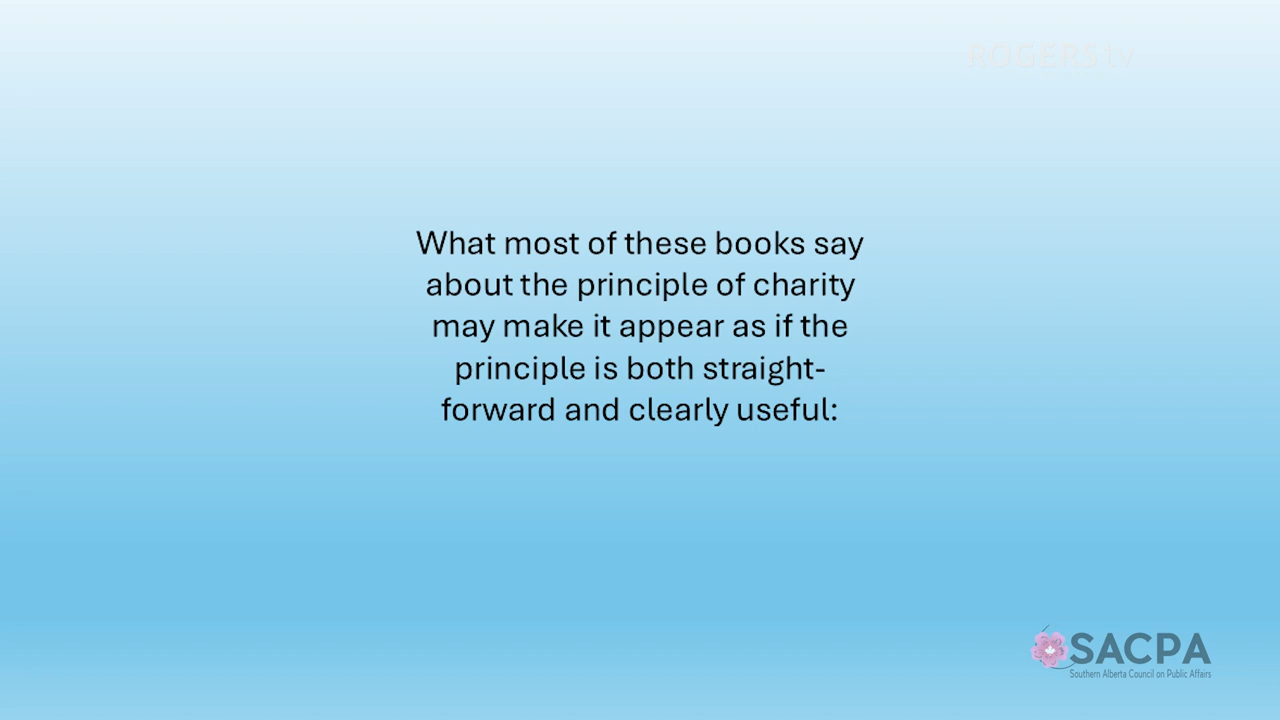 ROGERS tv
What most of these books say
about the principle of charity
may make it appear as if the
principle is both straight-
forward and clearly useful:
SACPA
Southern Alberta Council on Public Affairs